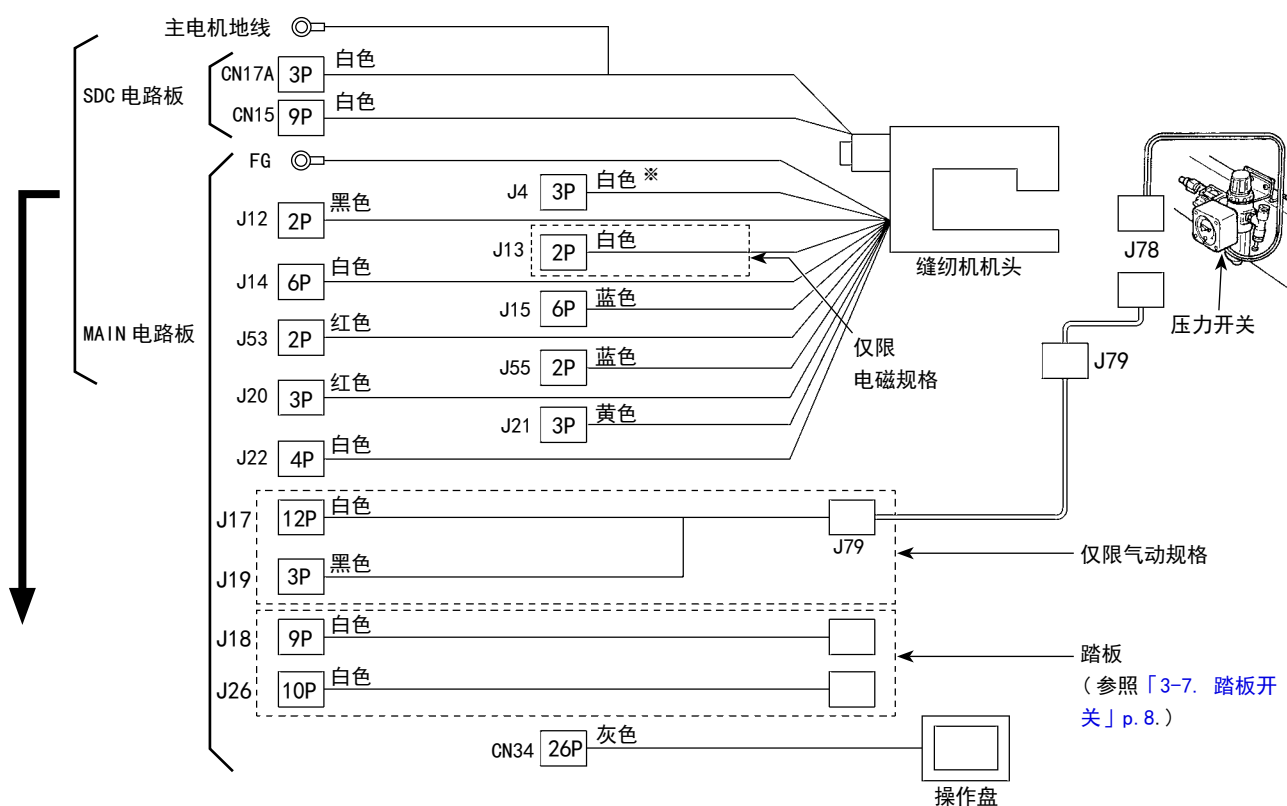 主电机地线
SDC 电路板
CN17A 3P 白色
CN15 9P 白色
MAIN 电路板
FG
J4 3P 白色 ※
J12 2P 黑色
J13 2P 白色
J14 6P 白色
J15 6P 蓝色
J53 2P 红色
J55 2P 蓝色
J20 3P 红色
J21 3P 黄色
J22 4P 白色
缝纫机机头
仅限
电磁规格
J78
压力开关
J79
J17 12P 白色
J79
J19 3P 黑色
仅限气动规格
J18 9P 白色
J26 10P 白色
踏板
(参照「3-7. 踏板开
关」p.8.)
CN34 26P 灰色
操作盘